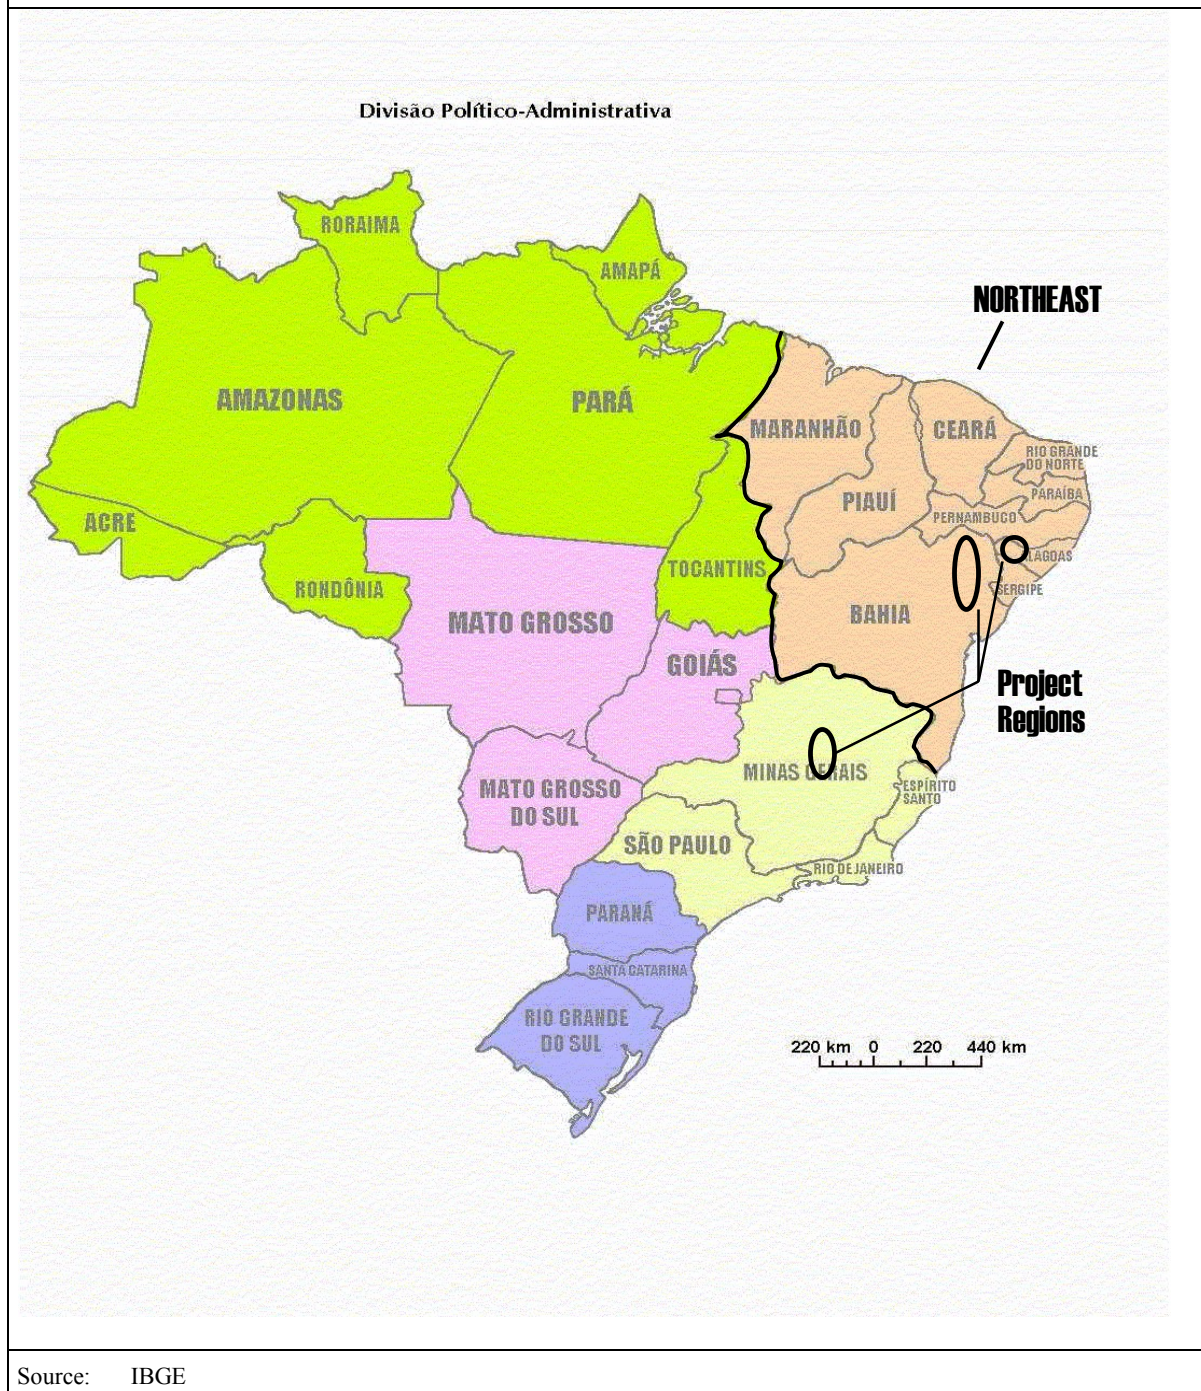 Divisão Político-Administrativa
RORAIMA
AMAPÁ
NORTHEAST
AMAZONAS
PARÁ
MARANHÃO
CEARÁ
RIO GRANDE
DO NORTE
PARAÍBA
PIAUÍ
PERNAMBUCO
ACRE
LAGOAS
TOCANTINS
RONDÔNIA
SERGIPE
BAHIA
MATO GROSSO
GOIÁS
Project
Regions
MINAS GERAIS
ESPÍRITO
SANTO
MATO GROSSO
DO SUL
SÃO PAULO
RIO DE JANEIRO
PARANÁ
SANTA CATARINA
RIO GRANDE
DO SUL
220 km 0 220 440 km
Source: IBGE